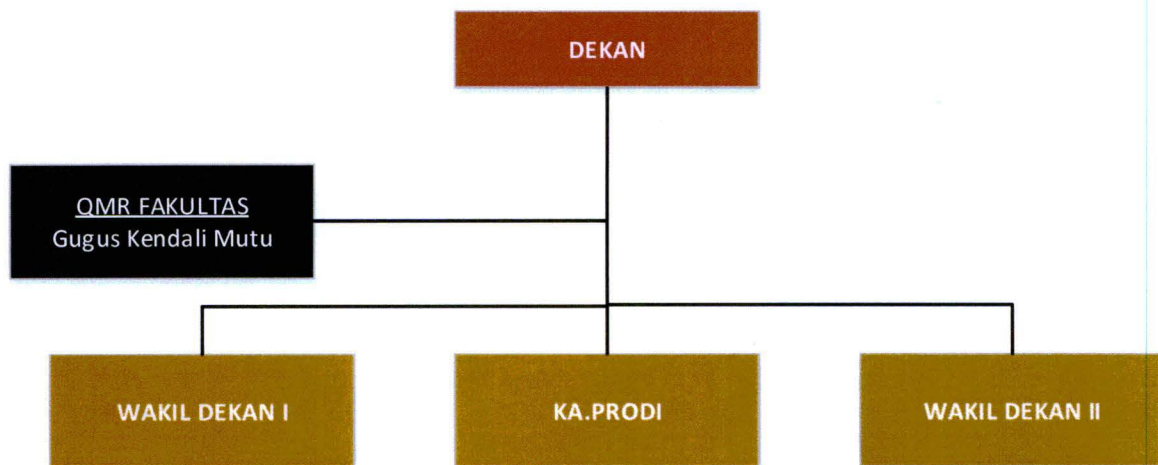 DEKAN
QMR FAKULTAS
Gugus Kendali Mutu
WAKIL DEKAN I
KA.PRODI
WAKIL DEKAN II